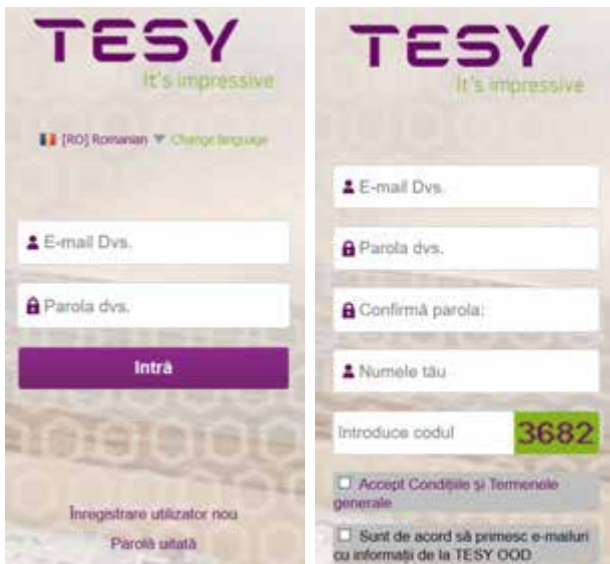 TESY
It's impressive
[RO] Romanian Change language
E-mail Dvs.
Parola dvs.
Intră
Înregistrare utilizator nou
Parolă uitată
TESY
It's impressive
E-mail Dvs.
Parola dvs.
Confirmă parola:
Numele tău
Introduce codul 3682
Accept Condițiile și Termenele
generale
Sunt de acord să primesc e-mailuri
cu informații de la TESY OOD